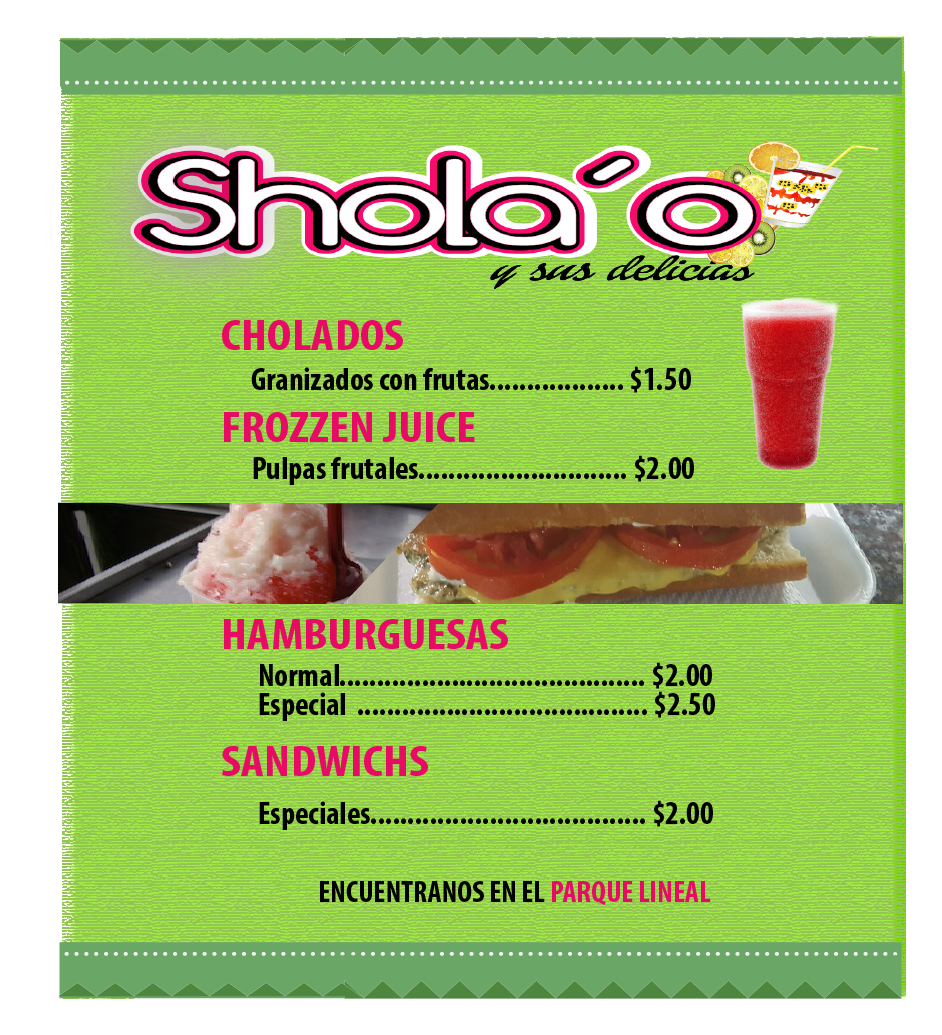 Shola´o
y sus delicias
CHOLADOS
Granizados con frutas.................. $1.50
FROZZEN JUICE
Pulpas frutales............................ $2.00
HAMBURGUESAS
Normal......................................... $2.00
Especial ....................................... $2.50
SANDWICHS
Especiales..................................... $2.00
ENCUENTRANOS EN EL PARQUE LINEAL